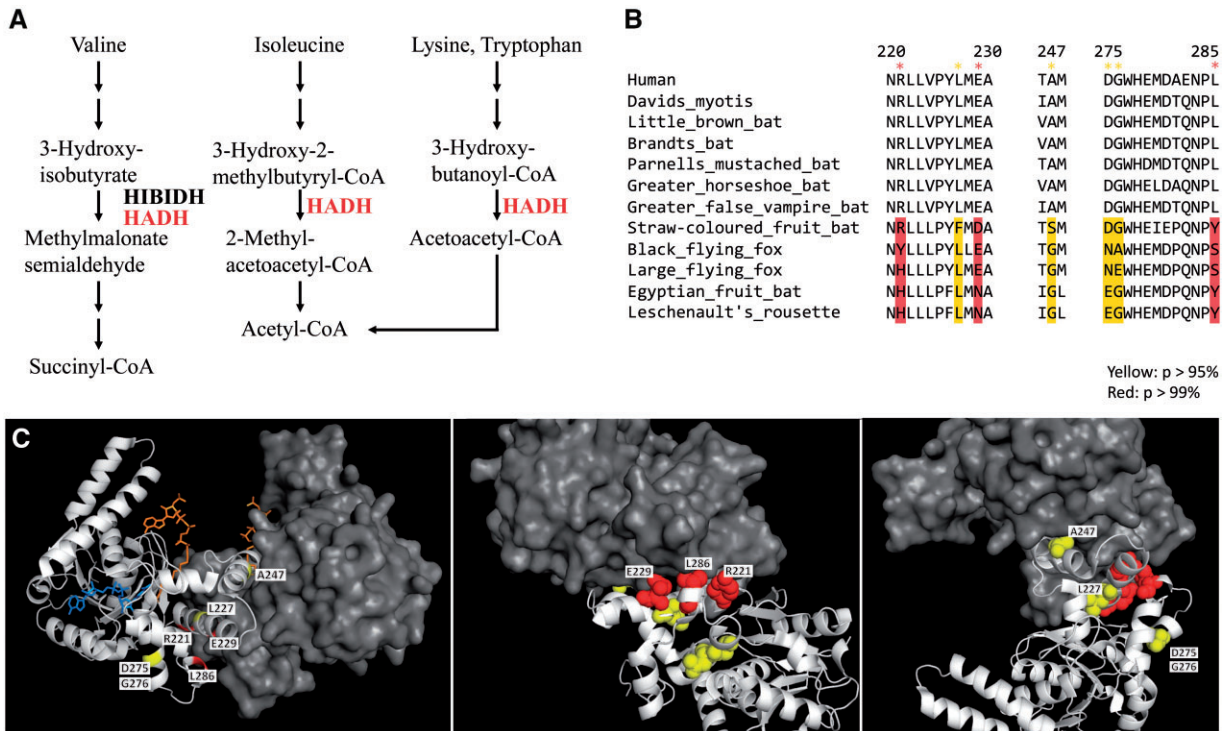 A
Valine
Isoleucine
Lysine, Tryptophan
3-Hydroxy-
isobutyrate
3-Hydroxy-2-
methylbutyryl-CoA
3-Hydroxy-
butanoyl-CoA
HIBIDH
HADH
HADH
HADH
Methylmalonate
semialdehyde
2-Methyl-
acetoacetyl-CoA
Acetoacetyl-CoA
Acetyl-CoA
Succinyl-CoA
B
220 230 247 275 285
* * * * * * *
Human NRLLVPYLMEA TAM DGWHEMDAENPL
Davids_myotis NRLLVPYLMEA IAM DGWHEMDTQNPL
Little_brown_bat NRLLVPYLMEA VAM DGWHEMDTQNPL
Brandts_bat NRLLVPYLMEA VAM DGWHEMDTQNPL
Parnells_mustached_bat NRLLVPYLMEA TAM DGWHDMDTQNPL
Greater_horseshoe_bat NRLLVPYLMEA VAM DGWHELDAQNPL
Greater_false_vampire_bat NRLLVPYLMEA IAM DGWHEMDTQNPL
Straw-coloured_fruit_bat NRLLLPYFMDA TSM DGWHEIEPQNPY
Black_flying_fox NYLLLPYLLEA TGM NAWHEMDPQNPS
Large_flying_fox NHLLLPYLMEA TGM NEWHEMDPQNPS
Egyptian_fruit_bat NHLLLPFLMNA IGL EGWHEMDPQNPY
Leschenault's_rousette NHLLLPFLMNA IGL EGWHEMDPQNPY
Yellow: p > 95%
Red: p > 99%
C
A247
L227
R221
E229
D275
G276
L286
E229
L286
R221
A247
L227
D275
G276